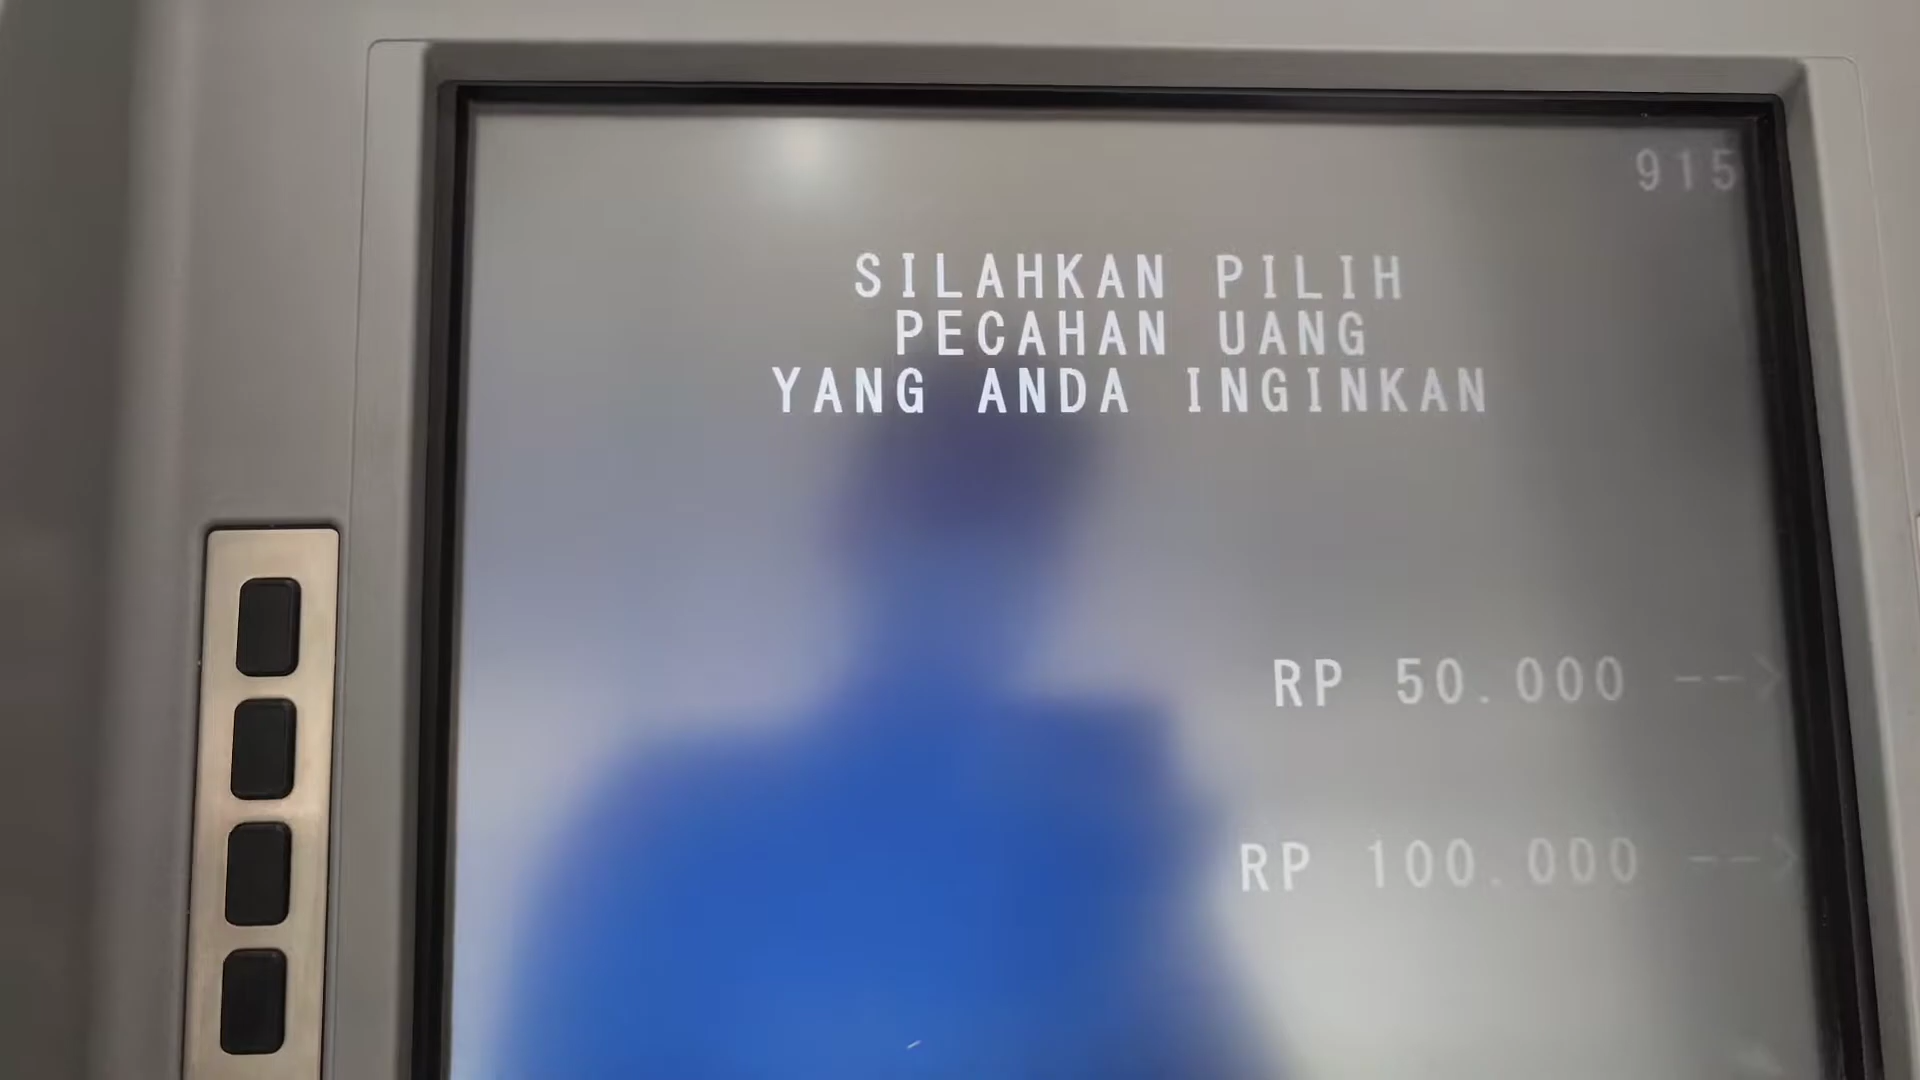 915
SILAHKAN PILIH
PECAHAN UANG
YANG ANDA INGINKAN
RP 50.000 -->
RP 100.000 -->